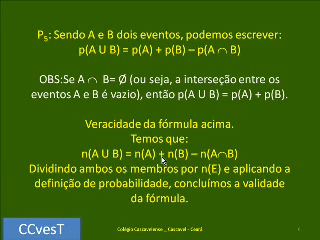 P5: Sendo A e B dois eventos, podemos escrever:
p(A U B) = p(A) + p(B) – p(A ∩ B)
OBS:Se A ∩ B= Ø (ou seja, a interseção entre os
eventos A e B é vazio), então p(A U B) = p(A) + p(B).
Veracidade da fórmula acima.
Temos que:
n(A U B) = n(A) + n(B) – n(A∩B)
Dividindo ambos os membros por n(E) e aplicando a
definição de probabilidade, concluímos a validade
da fórmula.
CCvesT
Colégio Cascavelense _ Cascavel - Ceará